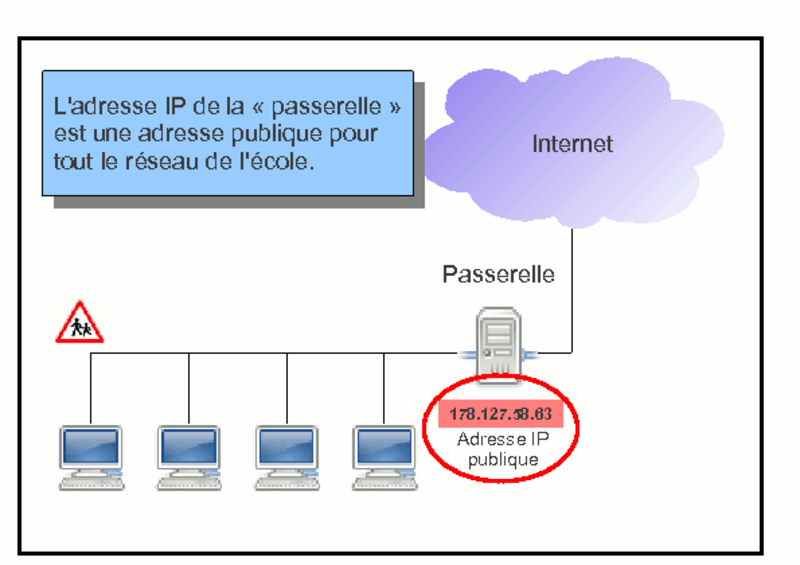 L'adresse IP de la « passerelle »
est une adresse publique pour
tout le réseau de l'école.
Internet
Passerelle
178.127.58.63
Adresse IP
publique